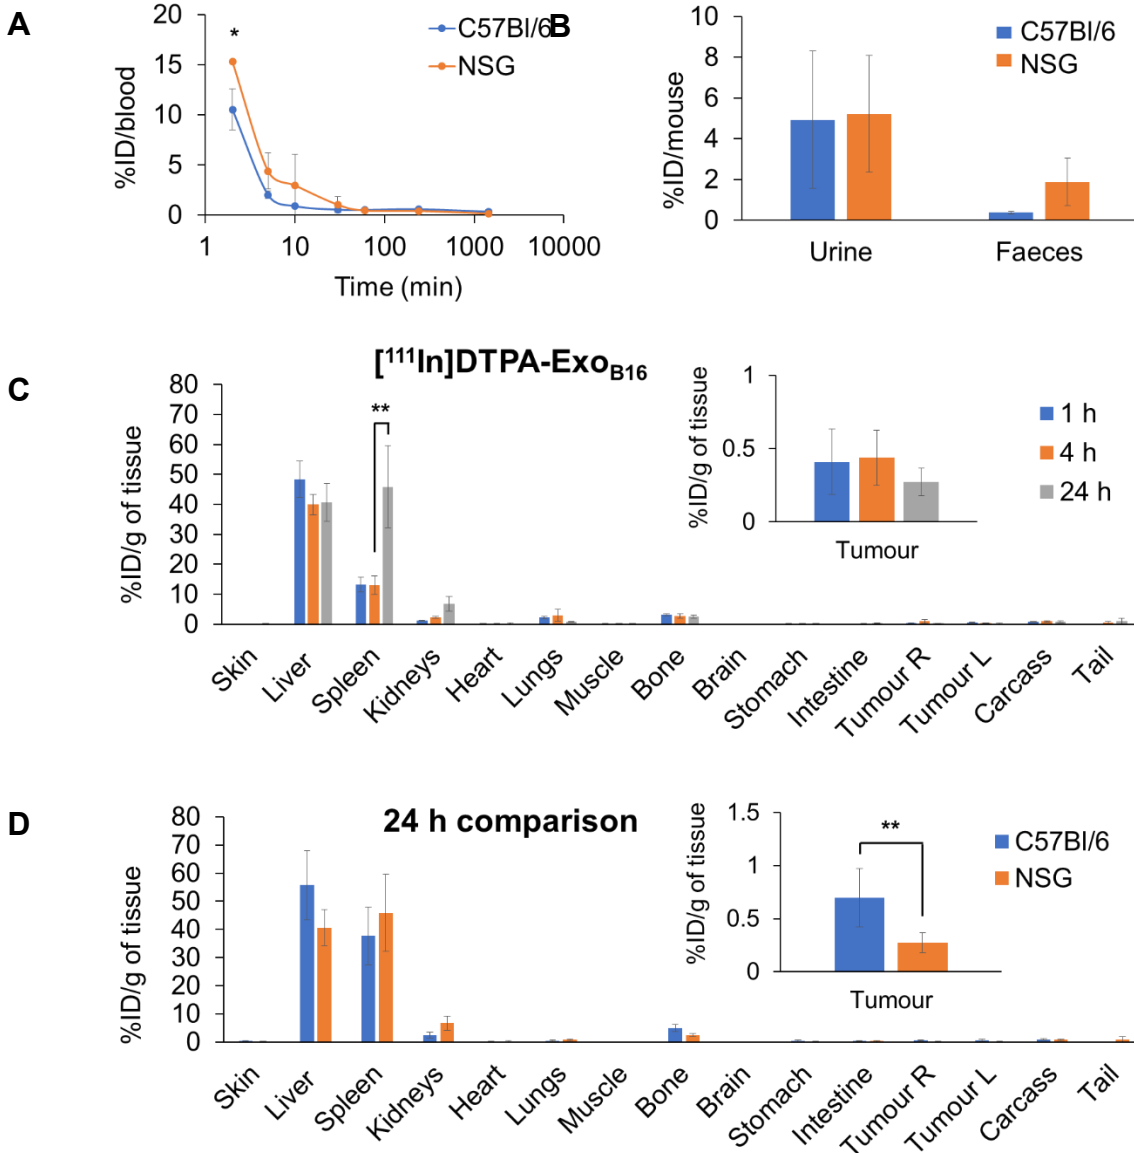 A
%ID/blood
20
15
10
5
0
*
C57Bl/6
NSG
1 10 100 1000 10000
Time (min)
B
%ID/mouse
10
8
6
4
2
0
C57Bl/6
NSG
Urine Faeces
C
[111In]DTPA-ExoB16
%ID/g of tissue
80
70
60
50
40
30
20
10
0
**
Skin Liver Spleen Kidneys Heart Lungs Muscle Bone Brain Stomach Intestine Tumour R Tumour L Carcass Tail
%ID/g of tissue
1
0.5
0
Tumour
1 h
4 h
24 h
D
24 h comparison
%ID/g of tissue
80
70
60
50
40
30
20
10
0
Skin Liver Spleen Kidneys Heart Lungs Muscle Bone Brain Stomach Intestine Tumour R Tumour L Carcass Tail
%ID/g of tissue
1.5
1
0.5
0
**
Tumour
C57Bl/6
NSG